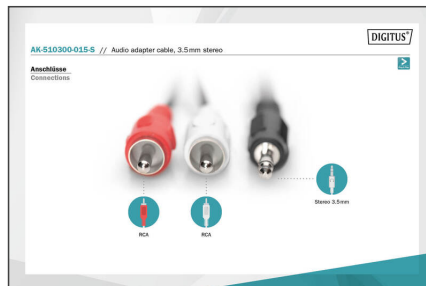 DIGITUS®
AK-510300-015-S // Audio adapter cable, 3.5mm stereo
Anschlüsse
Connections
Stereo 3.5mm
RCA
RCA